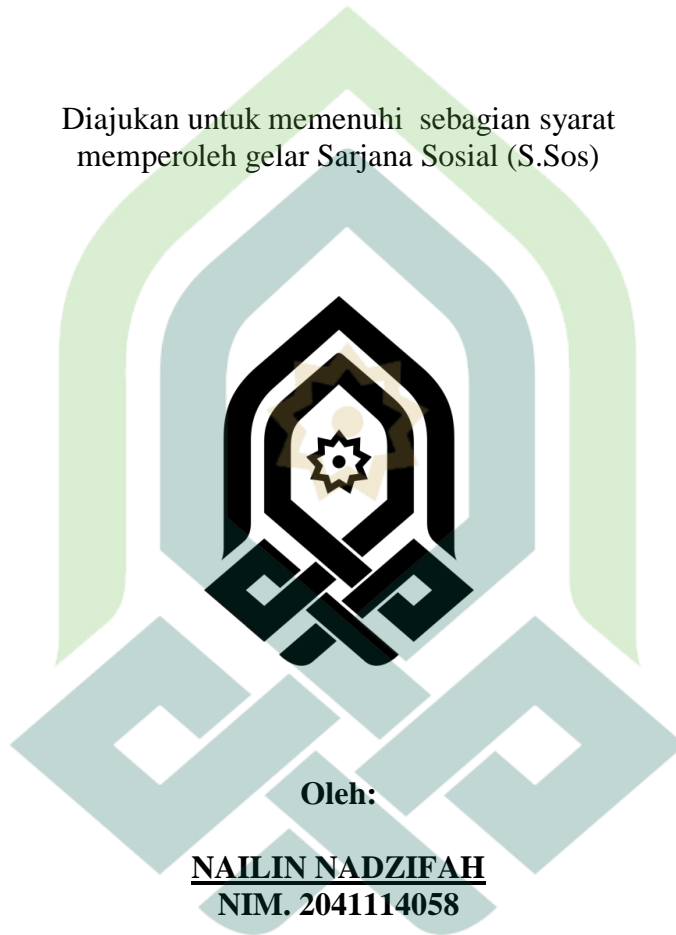 Diajukan untuk memenuhi sebagian syarat
memperoleh gelar Sarjana Sosial (S.Sos)
Oleh:
NAILIN NADZIFAH
NIM. 2041114058